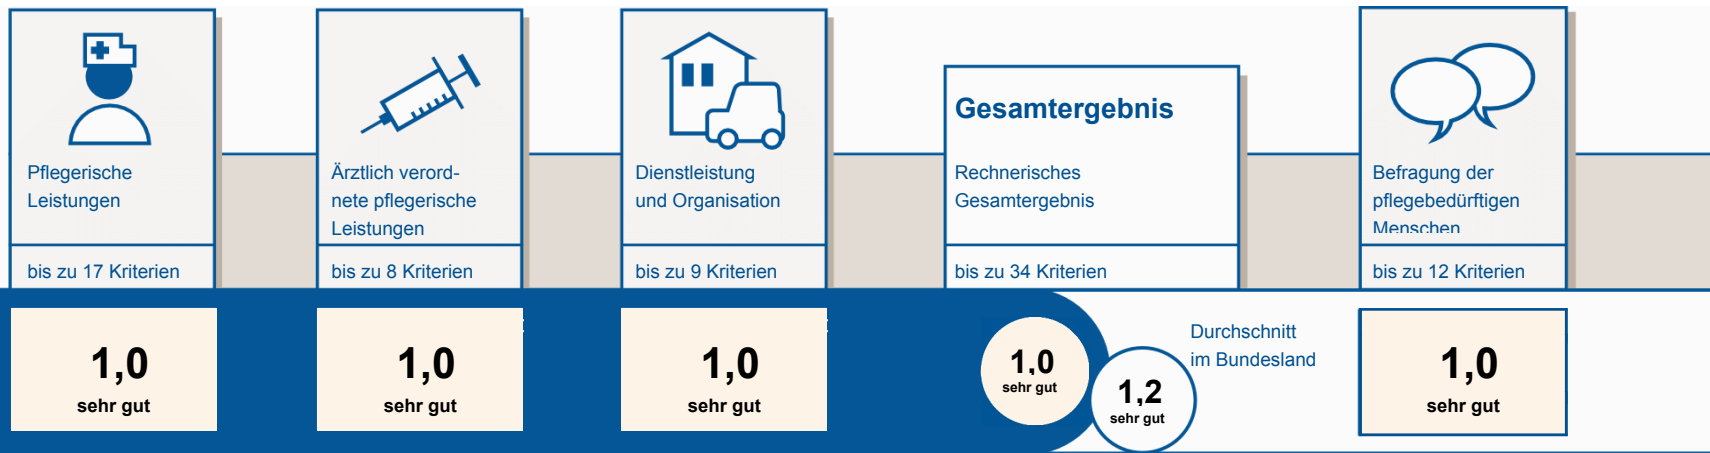 Pflegerische
Leistungen
bis zu 17 Kriterien
1,0
sehr gut
Ärztlich verord-
nete pflegerische
Leistungen
bis zu 8 Kriterien
1,0
sehr gut
Dienstleistung
und Organisation
bis zu 9 Kriterien
1,0
sehr gut
Gesamtergebnis
Rechnerisches
Gesamtergebnis
bis zu 34 Kriterien
1,0
sehr gut
1,2
sehr gut
Durchschnitt
im Bundesland
Befragung der
pflegebedürftigen
Menschen
bis zu 12 Kriterien
1,0
sehr gut